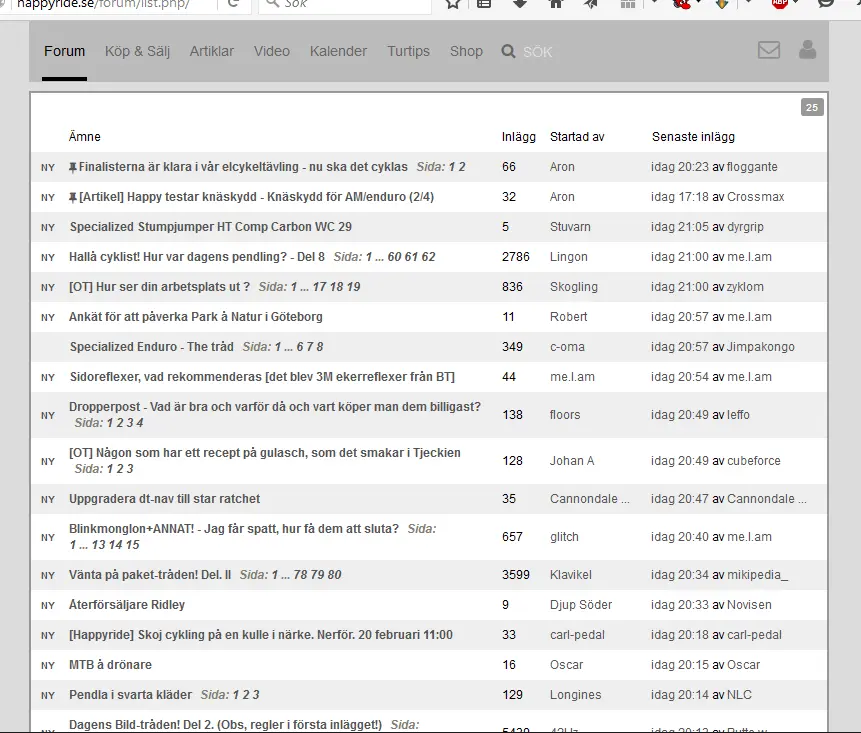 happyride.se/forum/list.php/ Sök
ABP
Forum Köp & Sälj Artiklar Video Kalender Turtips Shop SÖK
25
Ämne Inlägg Startad av Senaste inlägg
NY Finalisterna är klara i vår elcykeltävling - nu ska det cyklas Sida: 1 2 66 Aron idag 20:23 av floggante
NY [Artikel] Happy testar knäskydd - Knäskydd för AM/enduro (2/4) 32 Aron idag 17:18 av Crossmax
NY Specialized Stumpjumper HT Comp Carbon WC 29 5 Stuvarn idag 21:05 av dyrgrip
NY Hallå cyklist! Hur var dagens pendling? - Del 8 Sida: 1 ... 60 61 62 2786 Lingon idag 21:00 av me.I.am
NY [OT] Hur ser din arbetsplats ut ? Sida: 1 ... 17 18 19 836 Skogling idag 21:00 av zyklom
NY Ankät för att påverka Park å Natur i Göteborg 11 Robert idag 20:57 av me.I.am
Specialized Enduro - The tråd Sida: 1 ... 6 7 8 349 c-oma idag 20:57 av Jimpakongo
NY Sidoreflexer, vad rekommenderas [det blev 3M ekerreflexer från BT] 44 me.I.am idag 20:54 av me.I.am
NY Dropperpost - Vad är bra och varför då och vart köper man dem billigast? 138 floors idag 20:49 av leffo
Sida: 1 2 3 4
NY [OT] Någon som har ett recept på gulasch, som det smakar i Tjeckien 128 Johan A idag 20:49 av cubeforce
Sida: 1 2 3
NY Uppgradera dt-nav till star ratchet 35 Cannondale ... idag 20:47 av Cannondale ...
NY Blinkmonglon+ANNAT! - Jag får spatt, hur få dem att sluta? Sida: 657 glitch idag 20:40 av me.I.am
1 ... 13 14 15
NY Vänta på paket-tråden! Del. II Sida: 1 ... 78 79 80 3599 Klavikel idag 20:34 av mikipedia_
NY Återförsäljare Ridley 9 Djup Söder idag 20:33 av Novisen
NY [Happyride] Skoj cykling på en kulle i närke. Nerför. 20 februari 11:00 33 carl-pedal idag 20:18 av carl-pedal
NY MTB å drönare 16 Oscar idag 20:15 av Oscar
NY Pendla i svarta kläder Sida: 1 2 3 129 Longines idag 20:14 av NLC
Dagens Bild-tråden! Del 2. (Obs, regler i första inlägget!) Sida: